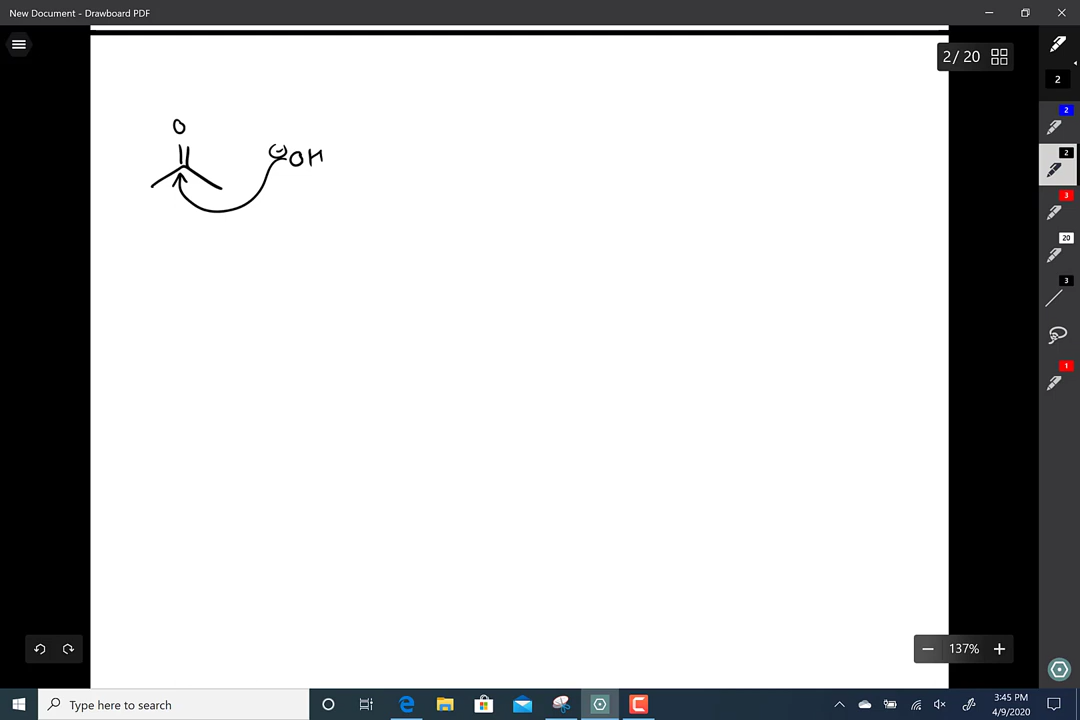 New Document - Drawboard PDF
2 / 20
2
2
2
3
20
3
1
O
⊖OH
137%
Type here to search
3:45 PM
4/9/2020